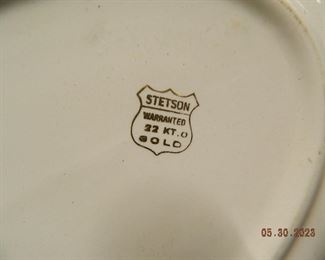 STETSON
WARRANTED
22 KT.
GOLD
05.30.2023